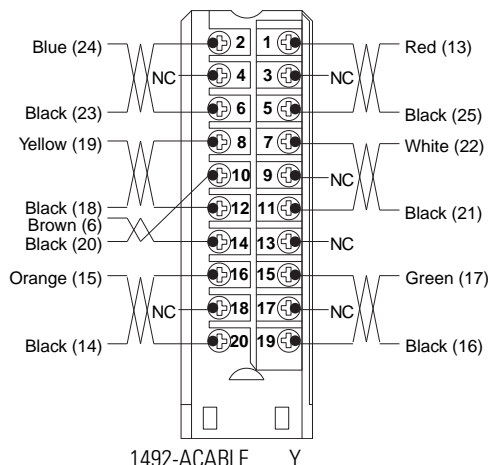 Blue (24) 2 1 Red (13)
NC 4 3 NC
Black (23) 6 5 Black (25)
Yellow (19) 8 7 White (22)
10 9 NC
Black (18) 12 11 Black (21)
Brown (6)
Black (20) 14 13 NC
Orange (15) 16 15 Green (17)
NC 18 17 NC
Black (14) 20 19 Black (16)
1492-ACABLE Y